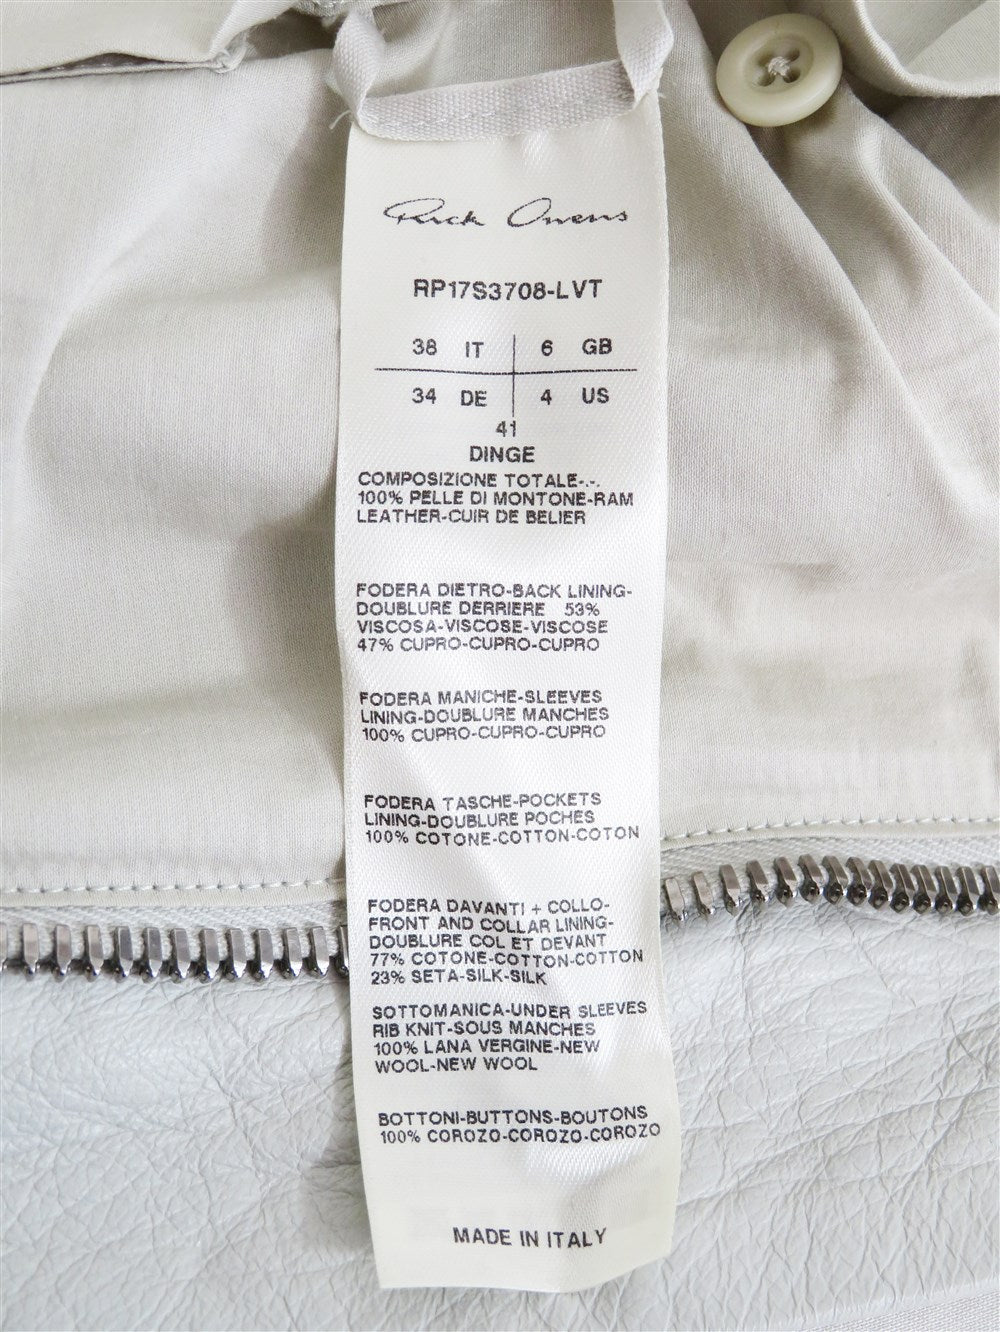 Rick Owens
RP17S3708-LVT
38 IT 6 GB
34 DE 4 US
41
DINGE
COMPOSIZIONE TOTALE-.-.
100% PELLE DI MONTONE-RAM
LEATHER-CUIR DE BELIER
FODERA DIETRO-BACK LINING-
DOUBLURE DERRIERE 53%
VISCOSA-VISCOSE-VISCOSE
47% CUPRO-CUPRO-CUPRO
FODERA MANICHE-SLEEVES
LINING-DOUBLURE MANCHES
100% CUPRO-CUPRO-CUPRO
FODERA TASCHE-POCKETS
LINING-DOUBLURE POCHES
100% COTONE-COTTON-COTON
FODERA DAVANTI + COLLO-
FRONT AND COLLAR LINING-
DOUBLURE COL ET DEVANT
77% COTONE-COTTON-COTTON
23% SETA-SILK-SILK
SOTTOMANICA-UNDER SLEEVES
RIB KNIT-SOUS MANCHES
100% LANA VERGINE-NEW
WOOL-NEW WOOL
BOTTONI-BUTTONS-BOUTONS
100% COROZO-COROZO-COROZO
MADE IN ITALY